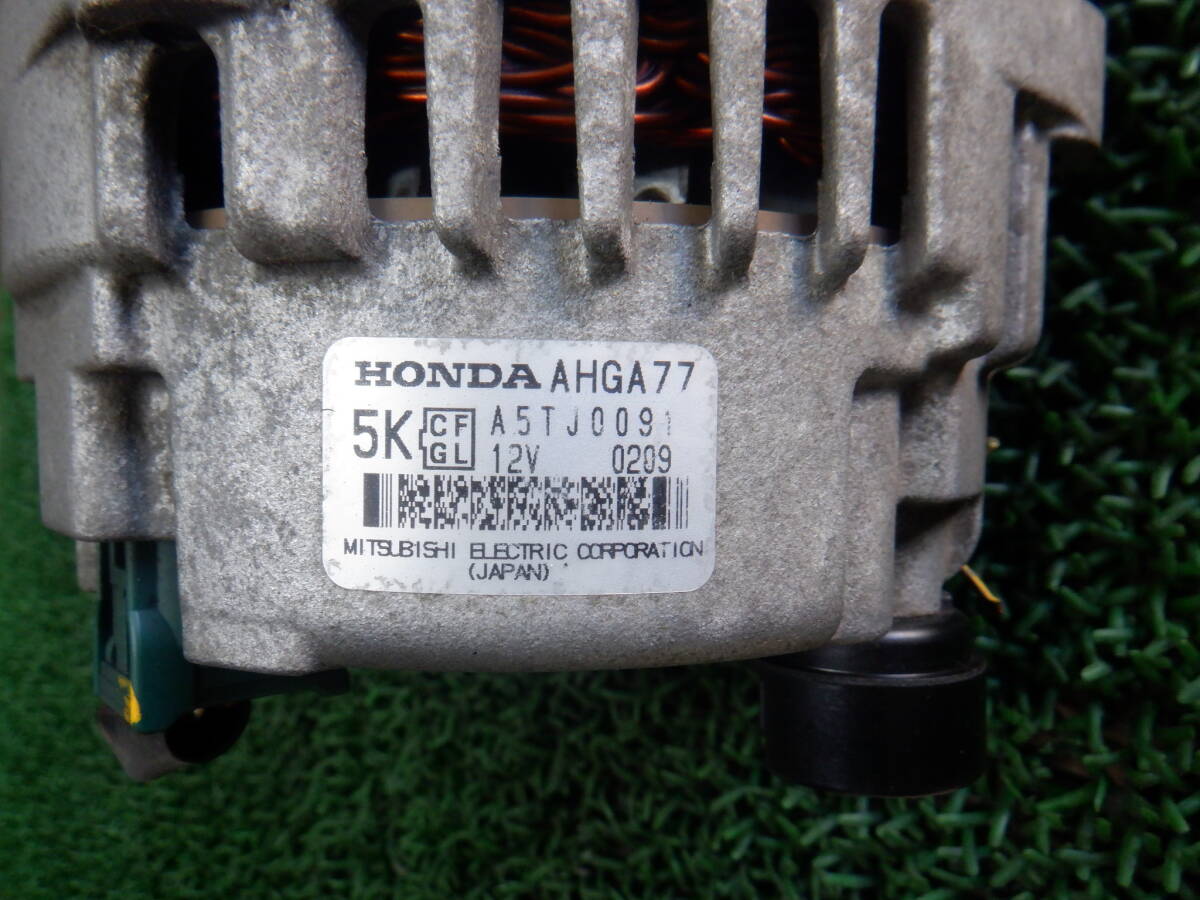 HONDA AHGA77
5K CF GL A5TJ0091
12V 0209
MITSUBISHI ELECTRIC CORPORATION
(JAPAN)